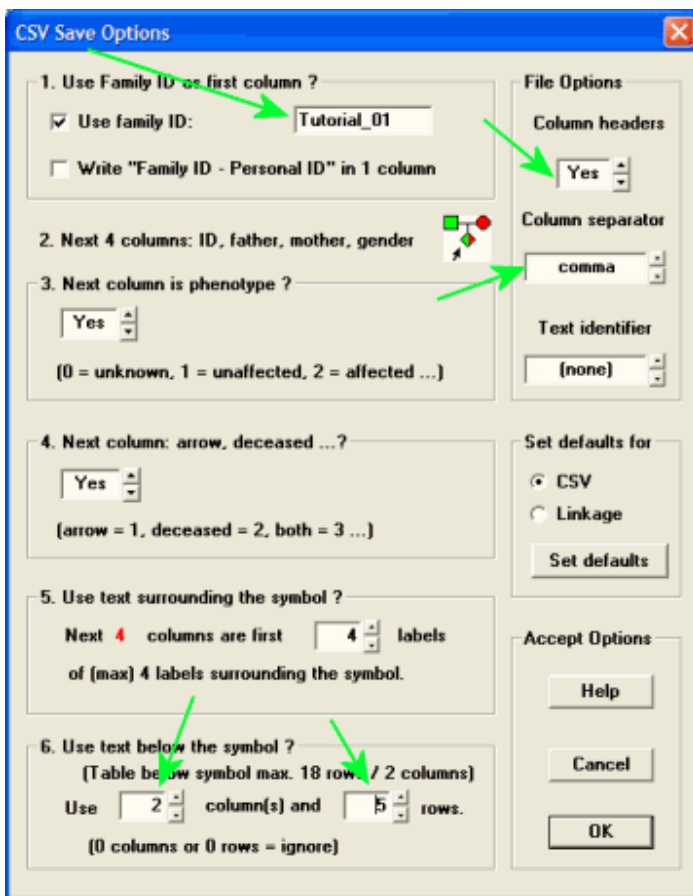 CSV Save Options
1. Use Family ID as first column ?
Use family ID: Tutorial_01
Write "Family ID - Personal ID" in 1 column
2. Next 4 columns: ID, father, mother, gender
3. Next column is phenotype ?
Yes
(0 = unknown, 1 = unaffected, 2 = affected ...)
4. Next column: arrow, deceased ...?
Yes
(arrow = 1, deceased = 2, both = 3 ...)
5. Use text surrounding the symbol ?
Next 4 columns are first 4 labels
of (max) 4 labels surrounding the symbol.
6. Use text below the symbol ?
(Table below symbol max. 18 rows / 2 columns)
Use 2 column(s) and 5 rows.
(0 columns or 0 rows = ignore)
File Options
Column headers
Yes
Column separator
comma
Text identifier
(none)
Set defaults for
CSV
Linkage
Set defaults
Accept Options
Help
Cancel
OK